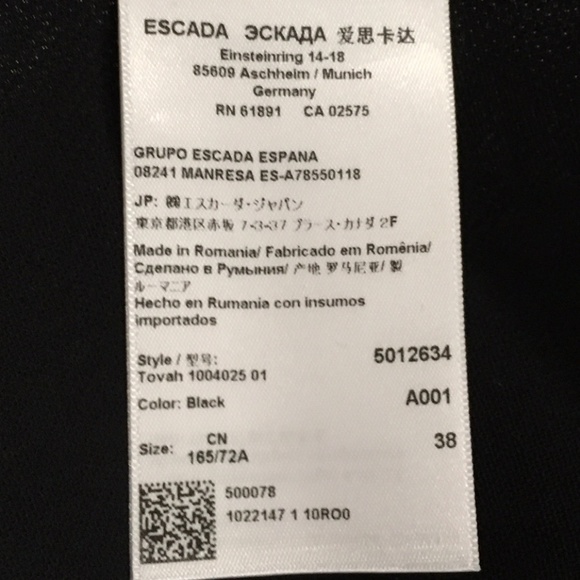 ESCADA ЭСКАДА 爱思卡达
Einsteinring 14-18
85609 Aschheim / Munich
Germany
RN 61891 CA 02575
GRUPO ESCADA ESPANA
08241 MANRESA ES-A78550118
JP: ㈱エスカーダ・ジャパン
東京都港区赤坂 7-3-37 プラース・カナダ 2F
Made in Romania/ Fabricado em Romênia/
Сделано в Румыния/ 产地 罗马尼亚/ 製
ルーマニア
Hecho en Rumania con insumos
importados
Style / 型号: 5012634
Tovah 1004025 01
Color: Black A001
Size: CN 38
165/72A
500078
1022147 1 10RO0